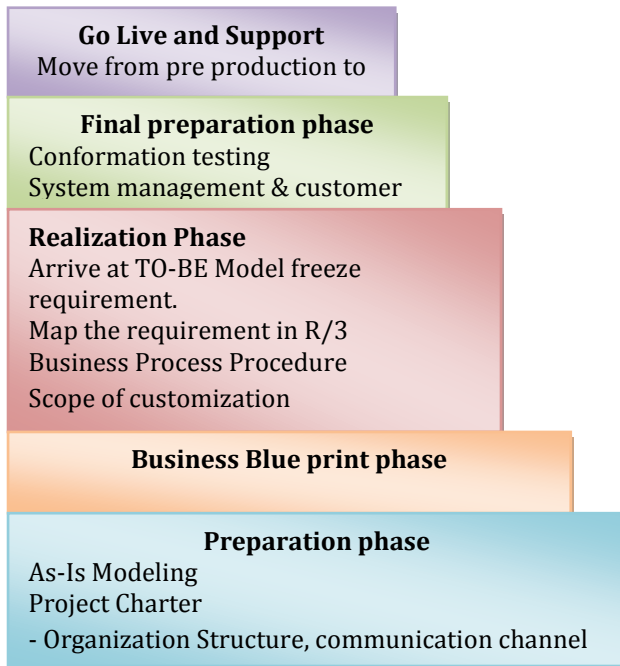 Go Live and Support
Move from pre production to
Final preparation phase
Conformation testing
System management & customer
Realization Phase
Arrive at TO-BE Model freeze
requirement.
Map the requirement in R/3
Business Process Procedure
Scope of customization
Business Blue print phase
Preparation phase
As-Is Modeling
Project Charter
- Organization Structure, communication channel